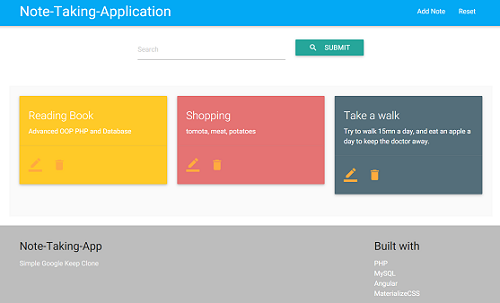 Note-Taking-Application
Add Note
Reset
Search
SUBMIT
Reading Book
Advanced OOP PHP and Database
Shopping
tomota, meat, potatoes
Take a walk
Try to walk 15mn a day, and eat an apple a
day to keep the doctor away.
Note-Taking-App
Simple Google Keep Clone
Built with
PHP
MySQL
Angular
MaterializeCSS